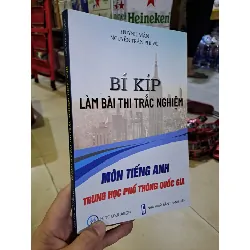 Heineken
BÍ KÍP
LÀM BÀI THI TRẮC NGHIỆM
MÔN TIẾNG ANH
TRUNG HỌC PHỔ THÔNG QUỐC GIA